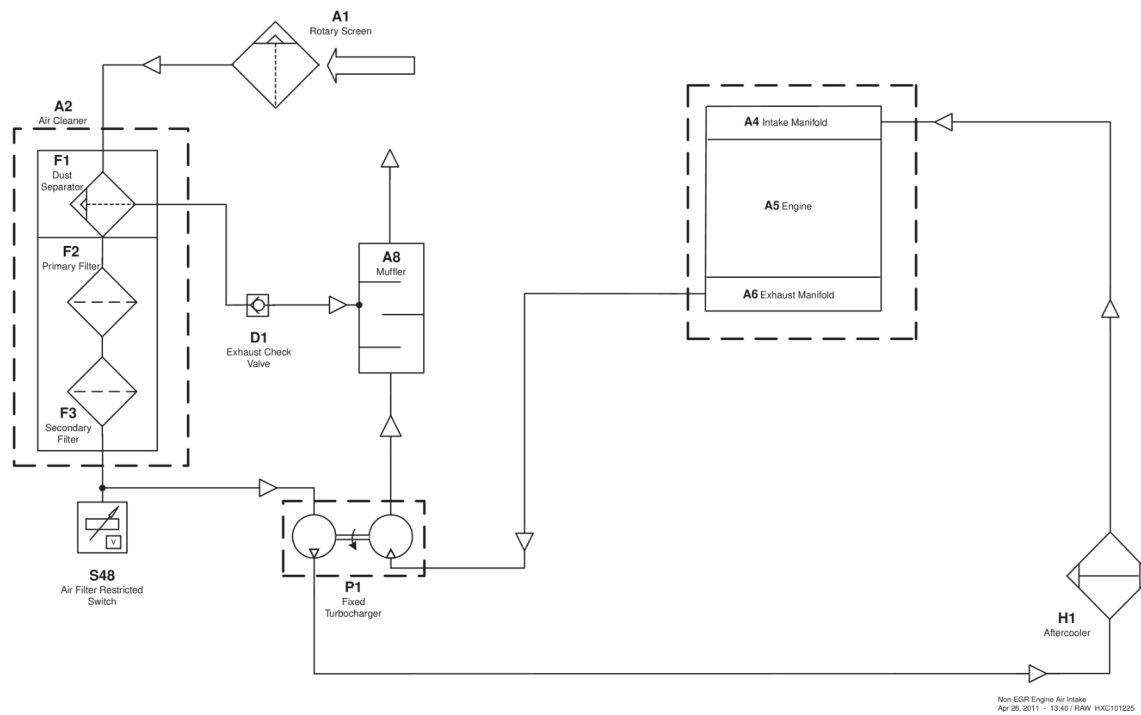 A1
Rotary Screen
A2
Air Cleaner
F1
Dust
Separator
F2
Primary Filter
F3
Secondary
Filter
S48
Air Filter Restricted
Switch
V
D1
Exhaust Check
Valve
A8
Muffler
P1
Fixed
Turbocharger
A4 Intake Manifold
A5 Engine
A6 Exhaust Manifold
H1
Aftercooler
Non-EGR Engine Air Intake
Apr 26, 2011 - 13:40 / RAW HXC101225